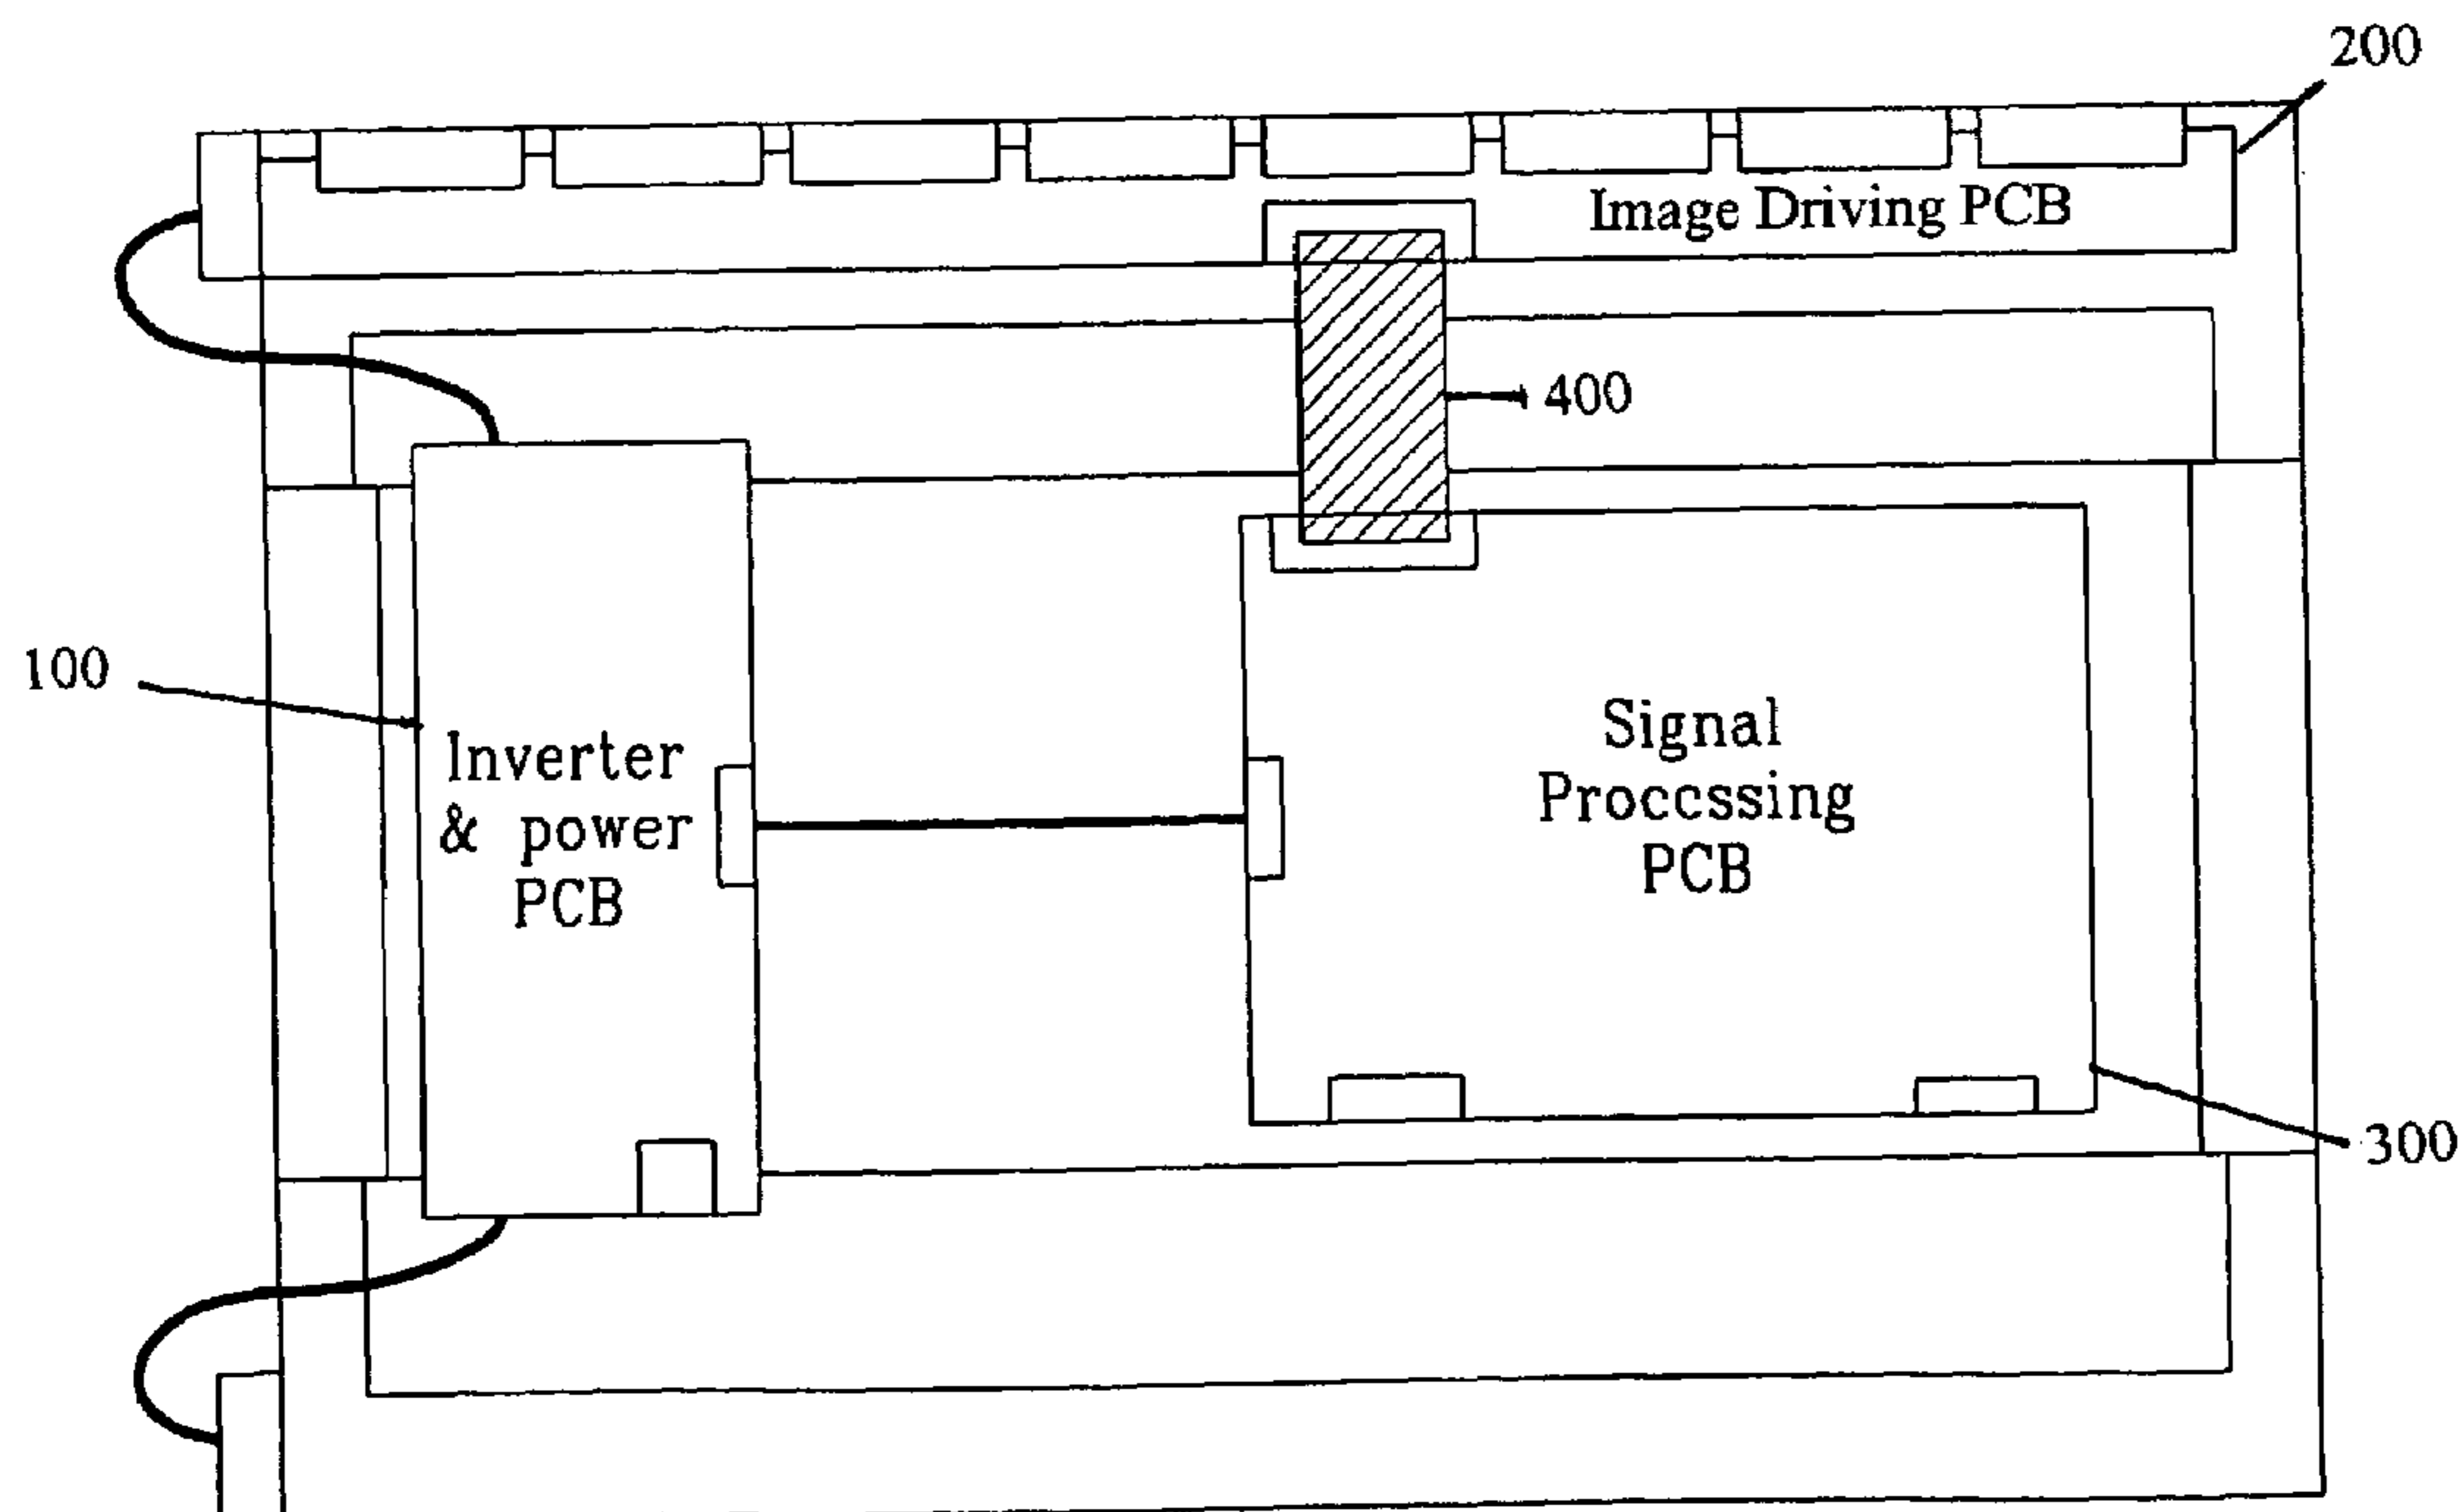 200
Image Driving PCB
400
100
Inverter
& power
PCB
Signal
Proccssing
PCB
300